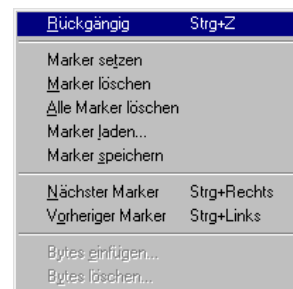 Rückgängig Strg+Z
Marker setzen
Marker löschen
Alle Marker löschen
Marker laden...
Marker speichern
Nächster Marker Strg+Rechts
Vorheriger Marker Strg+Links
Bytes einfügen...
Bytes löschen...